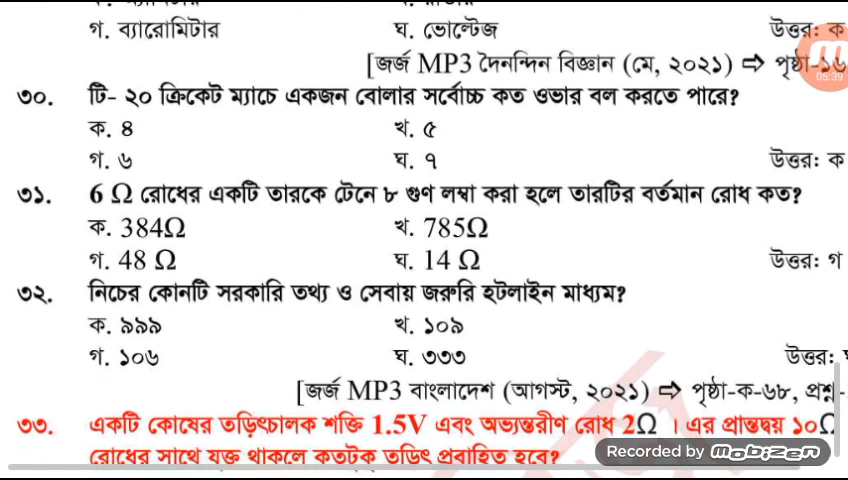 গ. ব্যারোমিটার ঘ. ভোল্টেজ উত্তর: ক
[জর্জ MP3 দৈনন্দিন বিজ্ঞান (মে, ২০২১) ⇨ পৃষ্ঠা-১৬
05:39
৩০. টি- ২০ ক্রিকেট ম্যাচে একজন বোলার সর্বোচ্চ কত ওভার বল করতে পারে?
ক. ৪ খ. ৫
গ. ৬ ঘ. ৭ উত্তর: ক
৩১. 6 Ω রোধের একটি তারকে টেনে ৮ গুণ লম্বা করা হলে তারটির বর্তমান রোধ কত?
ক. 384Ω খ. 785Ω
গ. 48 Ω ঘ. 14 Ω উত্তর: গ
৩২. নিচের কোনটি সরকারি তথ্য ও সেবায় জরুরি হটলাইন মাধ্যম?
ক. ৯৯৯ খ. ১০৯
গ. ১০৬ ঘ. ৩৩৩ উত্তর:
[জর্জ MP3 বাংলাদেশ (আগস্ট, ২০২১) ⇨ পৃষ্ঠা-ক-৬৮, প্রশ্ন-
৩৩. একটি কোষের তড়িৎচালক শক্তি 1.5V এবং অভ্যন্তরীণ রোধ 2Ω । এর প্রান্তদ্বয় ১০Ω
রোধের সাথে যুক্ত থাকলে কতটুক তড়িৎ প্রবাহিত হবে?
Recorded by mobizen